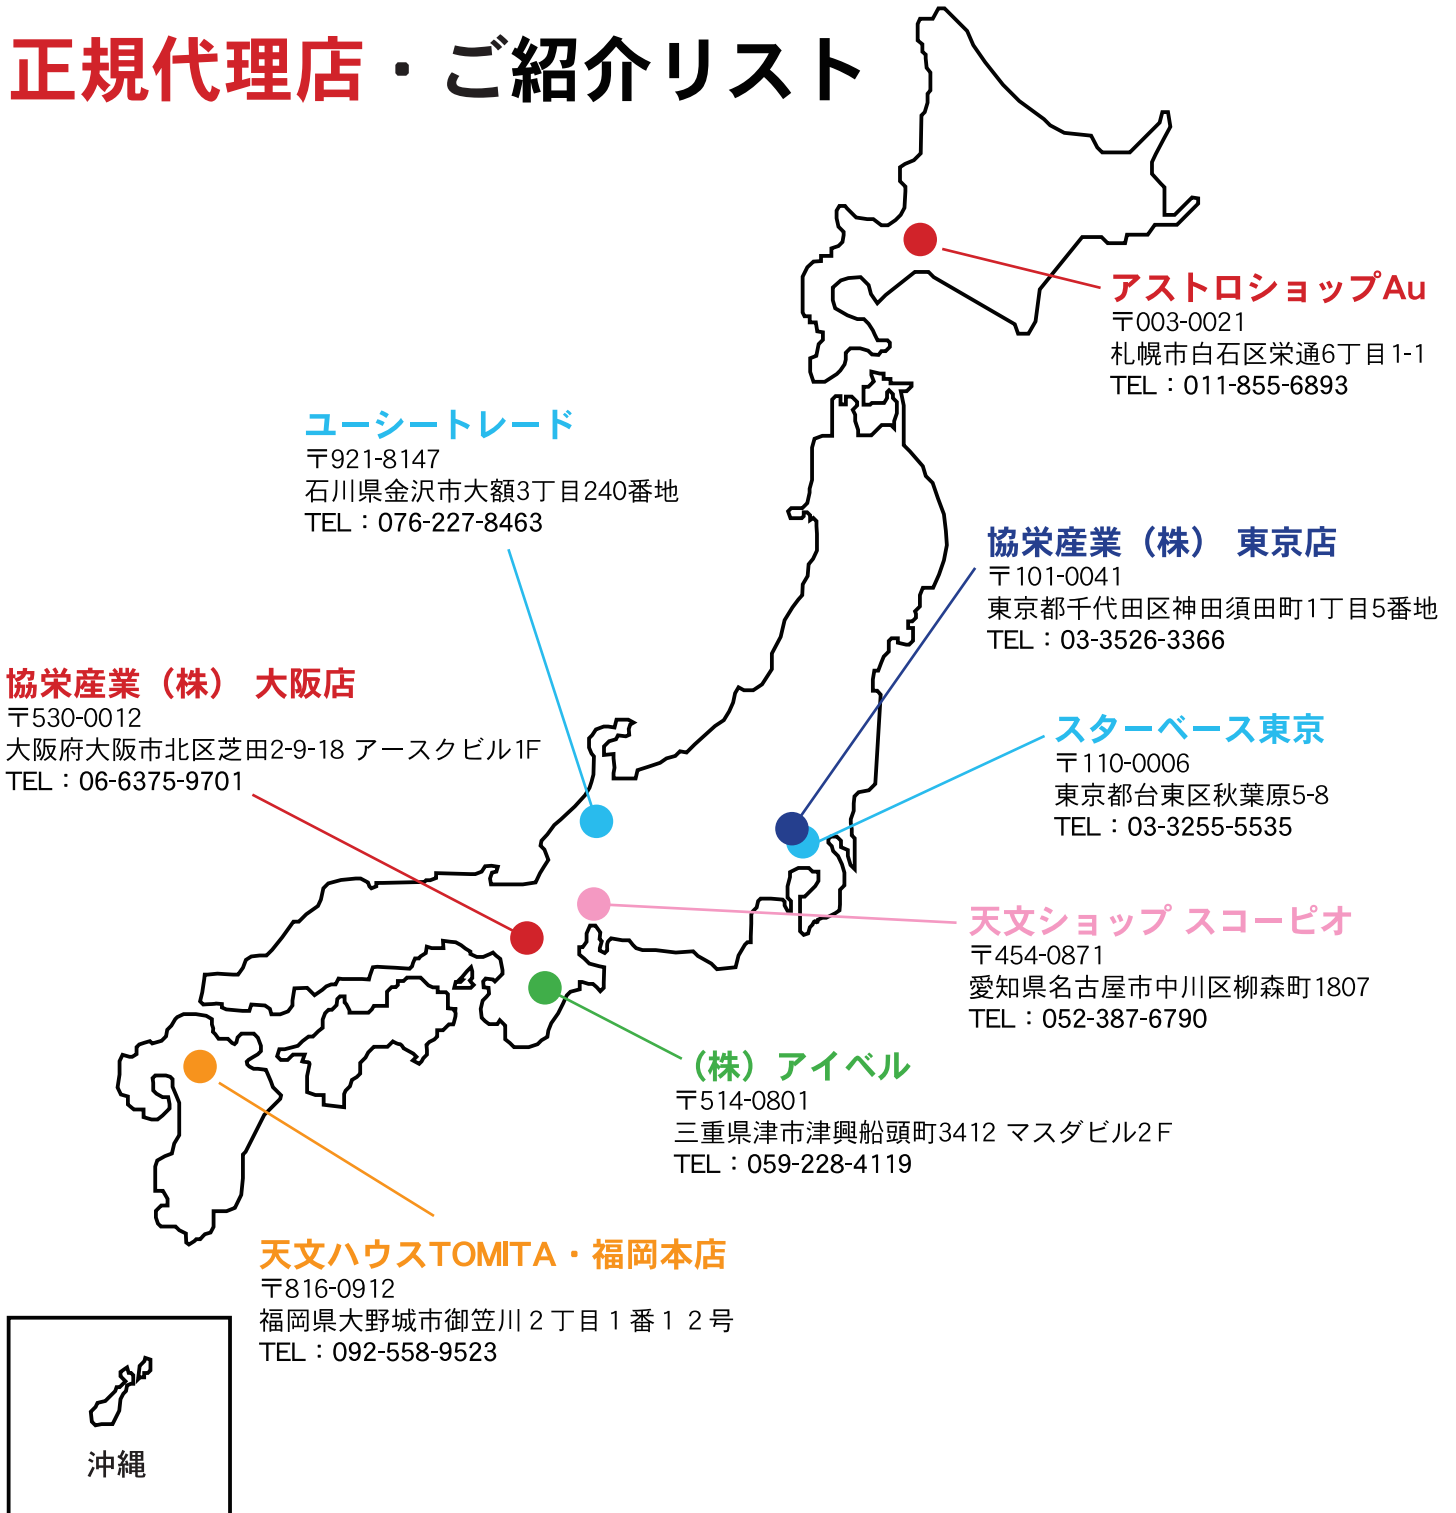 正規代理店・ご紹介リスト
アストロショップAu
〒003-0021
札幌市白石区栄通6丁目1-1
TEL：011-855-6893
ユーシートレード
〒921-8147
石川県金沢市大額3丁目240番地
TEL：076-227-8463
協栄産業（株） 東京店
〒101-0041
東京都千代田区神田須田町1丁目5番地
TEL：03-3526-3366
協栄産業（株） 大阪店
〒530-0012
大阪府大阪市北区芝田2-9-18 アースクビル1F
TEL：06-6375-9701
スターベース東京
〒110-0006
東京都台東区秋葉原5-8
TEL：03-3255-5535
天文ショップ スコーピオ
〒454-0871
愛知県名古屋市中川区柳森町1807
TEL：052-387-6790
（株）アイベル
〒514-0801
三重県津市津興船頭町3412 マスダビル2Ｆ
TEL：059-228-4119
天文ハウスTOMITA・福岡本店
〒816-0912
福岡県大野城市御笠川２丁目１番１２号
TEL：092-558-9523
沖縄